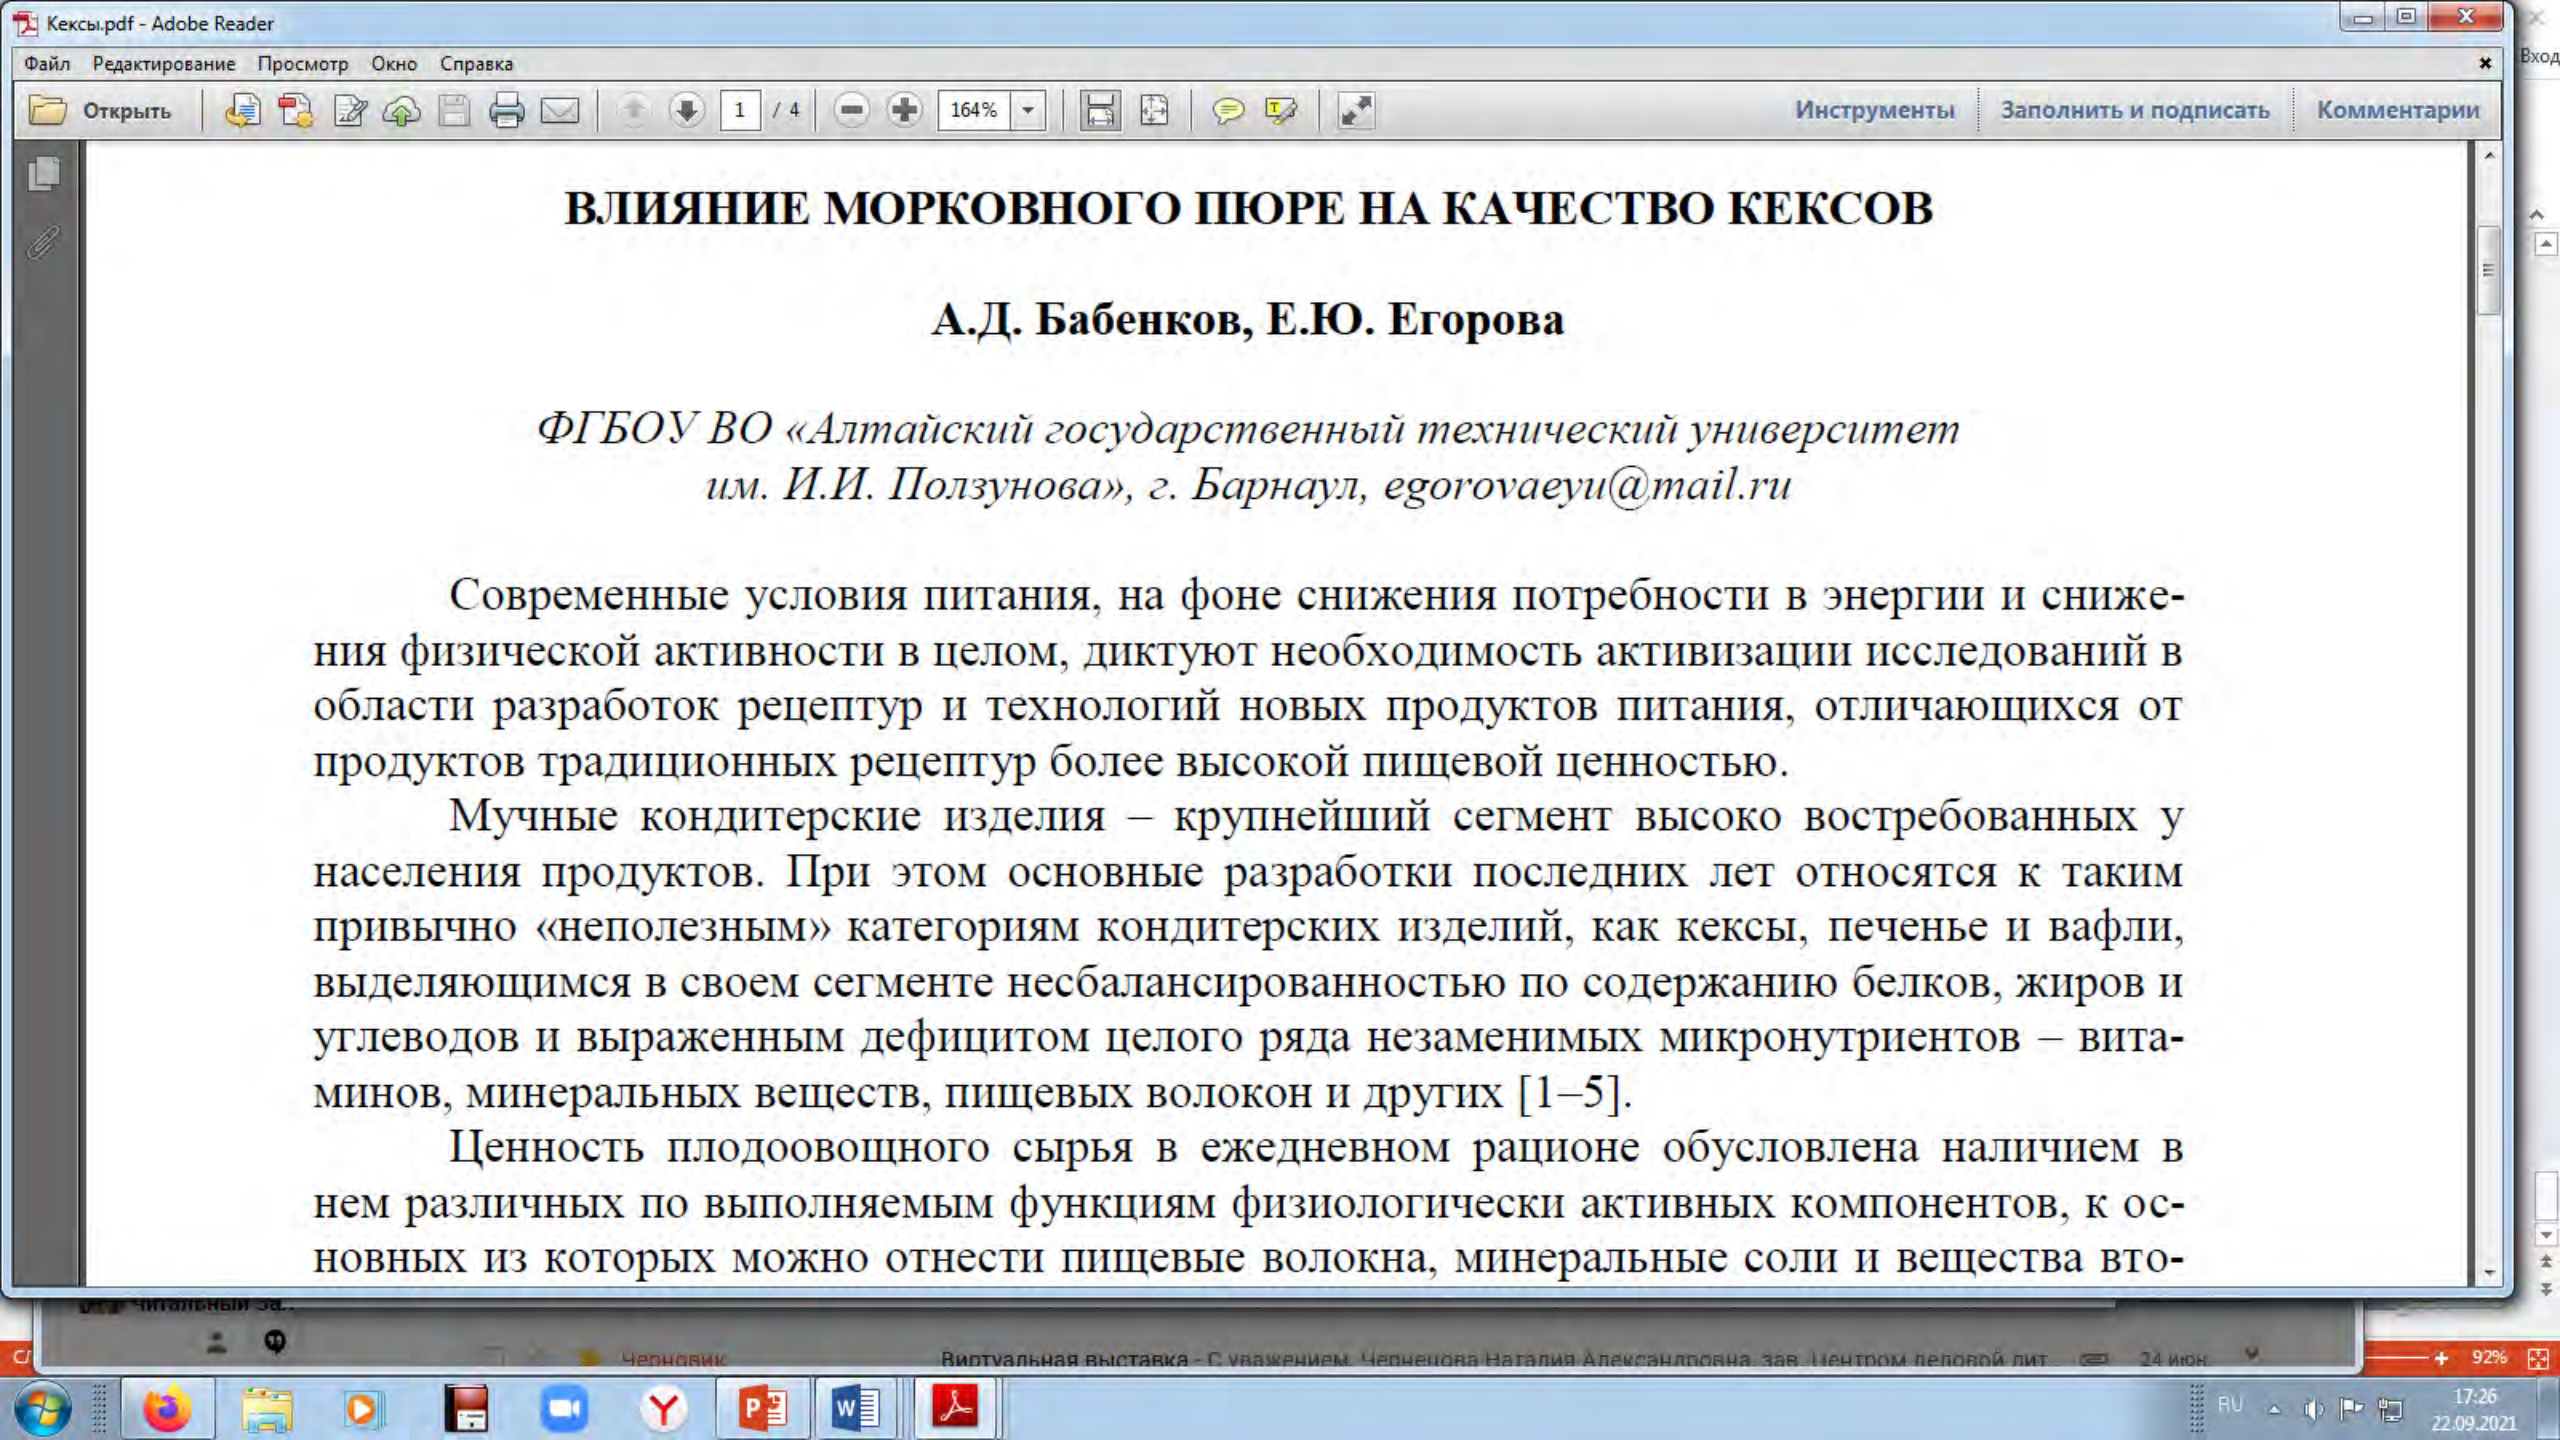 Кексы.pdf - Adobe Reader
Файл Редактирование Просмотр Окно Справка
Вход
Открыть 1 / 4 164% Инструменты Заполнить и подписать Комментарии
ВЛИЯНИЕ МОРКОВНОГО ПЮРЕ НА КАЧЕСТВО КЕКСОВ
А.Д. Бабенков, Е.Ю. Егорова
ФГБОУ ВО «Алтайский государственный технический университет
им. И.И. Ползунова», г. Барнаул, egorovaeyu@mail.ru
Современные условия питания, на фоне снижения потребности в энергии и сниже-
ния физической активности в целом, диктуют необходимость активизации исследований в
области разработок рецептур и технологий новых продуктов питания, отличающихся от
продуктов традиционных рецептур более высокой пищевой ценностью.
Мучные кондитерские изделия – крупнейший сегмент высоко востребованных у
населения продуктов. При этом основные разработки последних лет относятся к таким
привычно «неполезным» категориям кондитерских изделий, как кексы, печенье и вафли,
выделяющимся в своем сегменте несбалансированностью по содержанию белков, жиров и
углеводов и выраженным дефицитом целого ряда незаменимых микронутриентов – вита-
минов, минеральных веществ, пищевых волокон и других [1–5].
Ценность плодоовощного сырья в ежедневном рационе обусловлена наличием в
нем различных по выполняемым функциям физиологически активных компонентов, к ос-
новных из которых можно отнести пищевые волокна, минеральные соли и вещества вто-
читальный за..
Черновик Виртуальная выставка - С уважением, Чернецова Наталия Александровна, зав. Центром деловой лит 24 июн.
92%
RU 17:26
22.09.2021